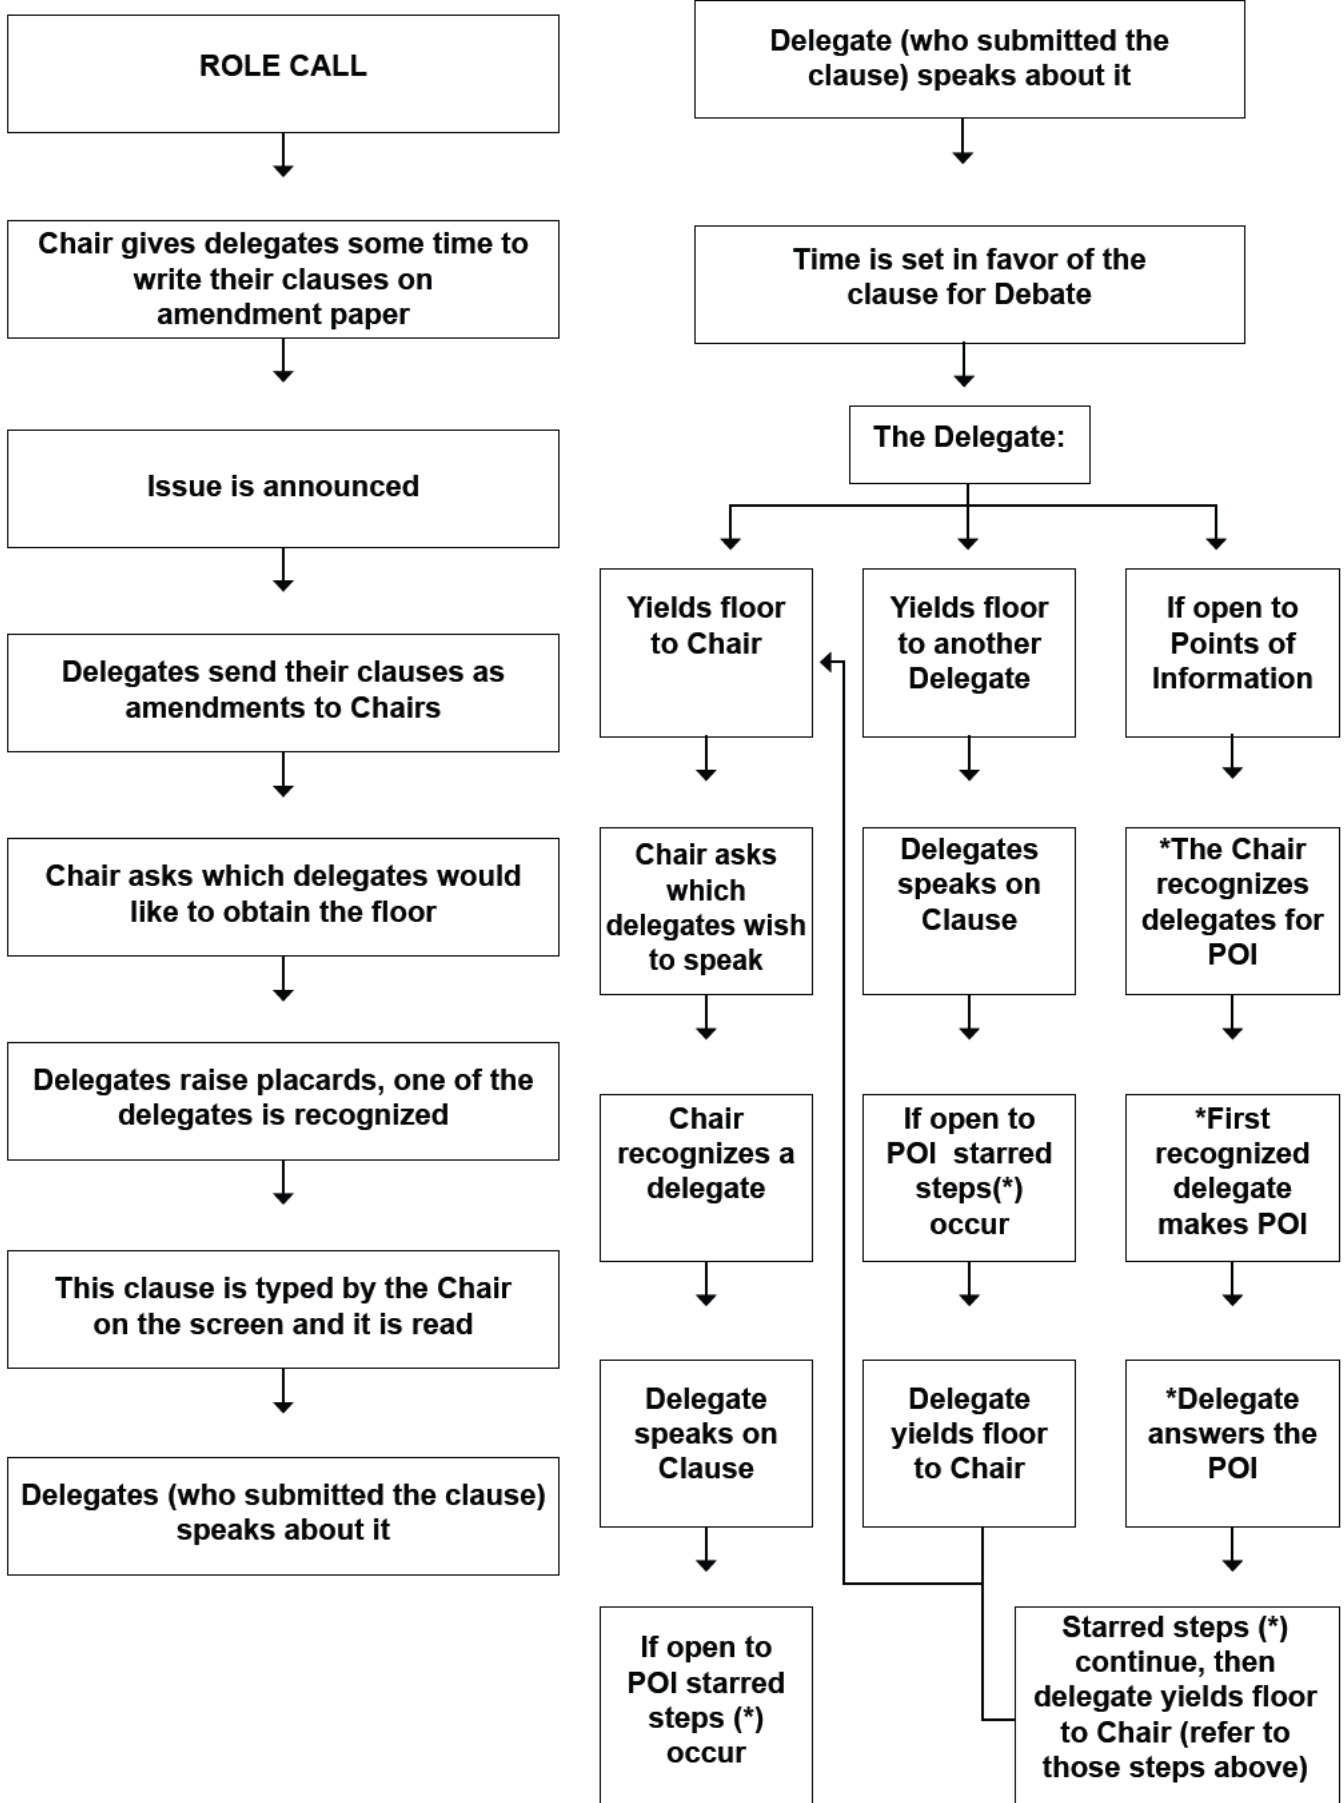 ROLE CALL
Chair gives delegates some time to
write their clauses on
amendment paper
Issue is announced
Delegates send their clauses as
amendments to Chairs
Chair asks which delegates would
like to obtain the floor
Delegates raise placards, one of the
delegates is recognized
This clause is typed by the Chair
on the screen and it is read
Delegates (who submitted the clause)
speaks about it
Delegate (who submitted the
clause) speaks about it
Time is set in favor of the
clause for Debate
The Delegate:
Yields floor
to Chair
Chair asks
which
delegates wish
to speak
Chair
recognizes a
delegate
Delegate
speaks on
Clause
If open to
POI starred
steps (*)
occur
Yields floor
to another
Delegate
Delegates
speaks on
Clause
If open to
POI  starred
steps(*)
occur
Delegate
yields floor
to Chair
If open to
Points of
Information
*The Chair
recognizes
delegates for
POI
*First
recognized
delegate
makes POI
*Delegate
answers the
POI
Starred steps (*)
continue, then
delegate yields floor
to Chair (refer to
those steps above)